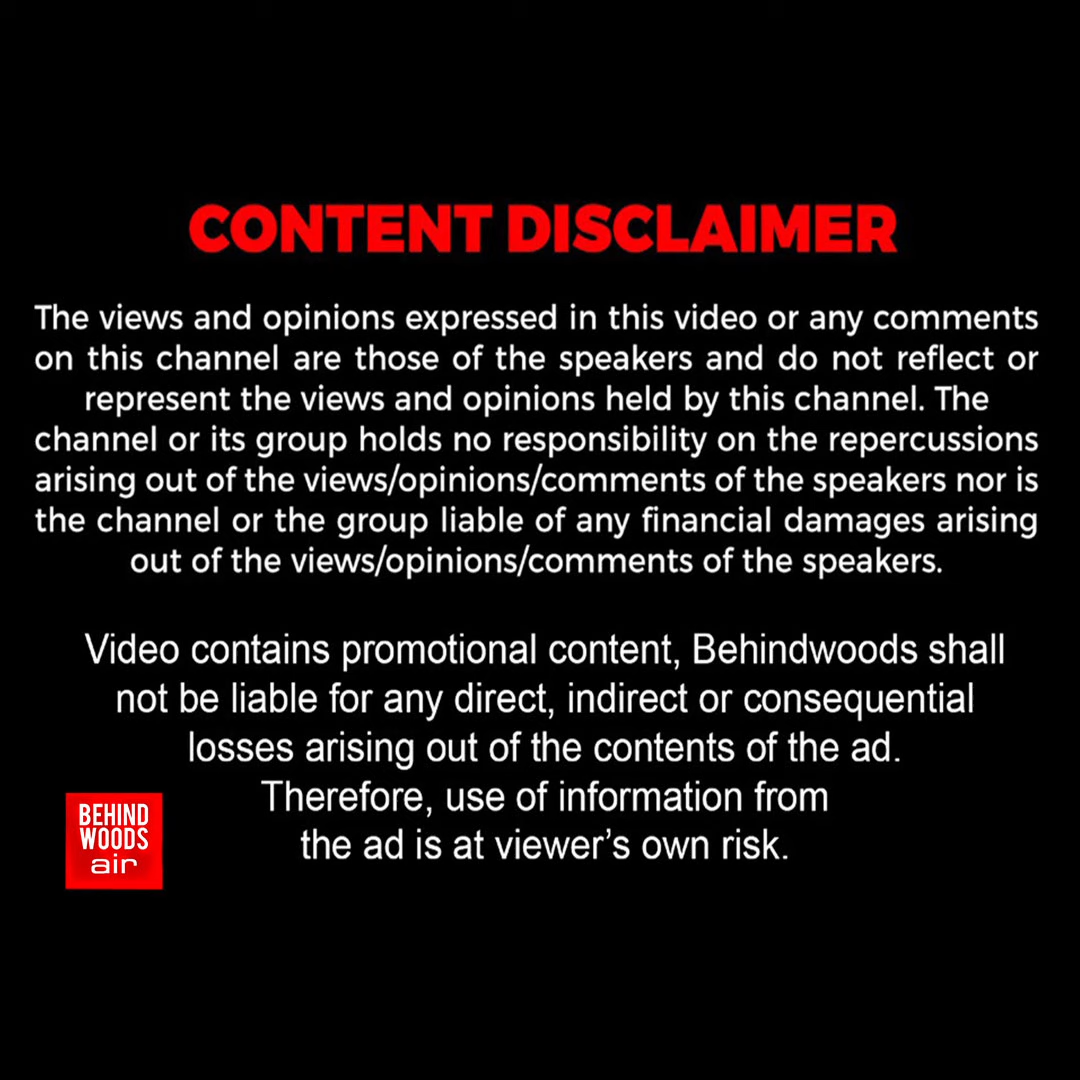 CONTENT DISCLAIMER
The views and opinions expressed in this video or any comments
on this channel are those of the speakers and do not reflect or
represent the views and opinions held by this channel. The
channel or its group holds no responsibility on the repercussions
arising out of the views/opinions/comments of the speakers nor is
the channel or the group liable of any financial damages arising
out of the views/opinions/comments of the speakers.
Video contains promotional content, Behindwoods shall
not be liable for any direct, indirect or consequential
losses arising out of the contents of the ad.
Therefore, use of information from
the ad is at viewer’s own risk.
BEHIND
WOODS
air